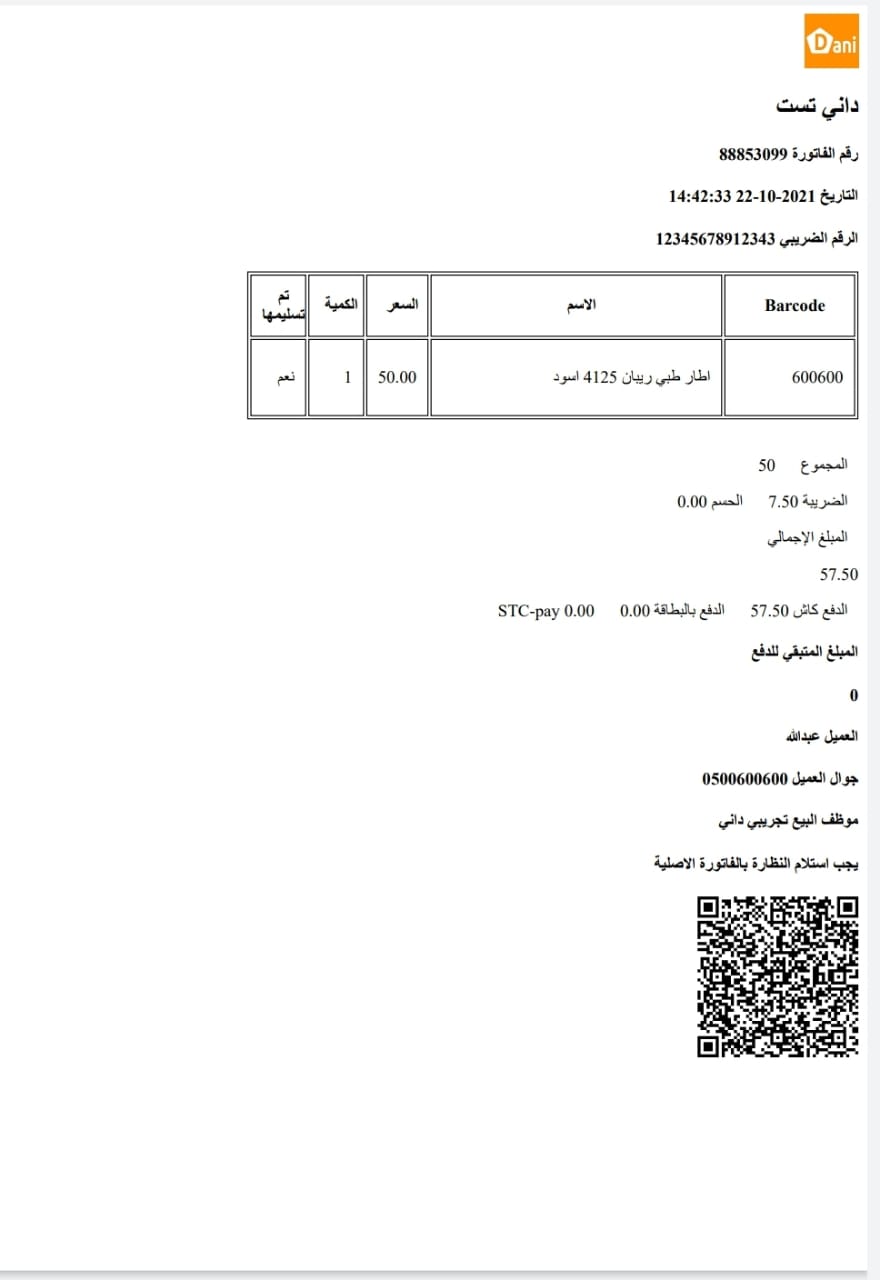 Dani
داني تست
رقم الفاتورة 88853099
التاريخ 2021-10-22 14:42:33
الرقم الضريبي 12345678912343
Barcode الاسم السعر الكمية تم تسليمها
600600 اطار طبي ريبان 4125 اسود 50.00 1 نعم
المجموع 50
الضريبة 7.50 الحسم 0.00
المبلغ الإجمالي
57.50
الدفع كاش 57.50 الدفع بالبطاقة 0.00 STC-pay 0.00
المبلغ المتبقي للدفع
0
العميل عبدالله
جوال العميل 0500600600
موظف البيع تجريبي داني
يجب استلام النظارة بالفاتورة الاصلية